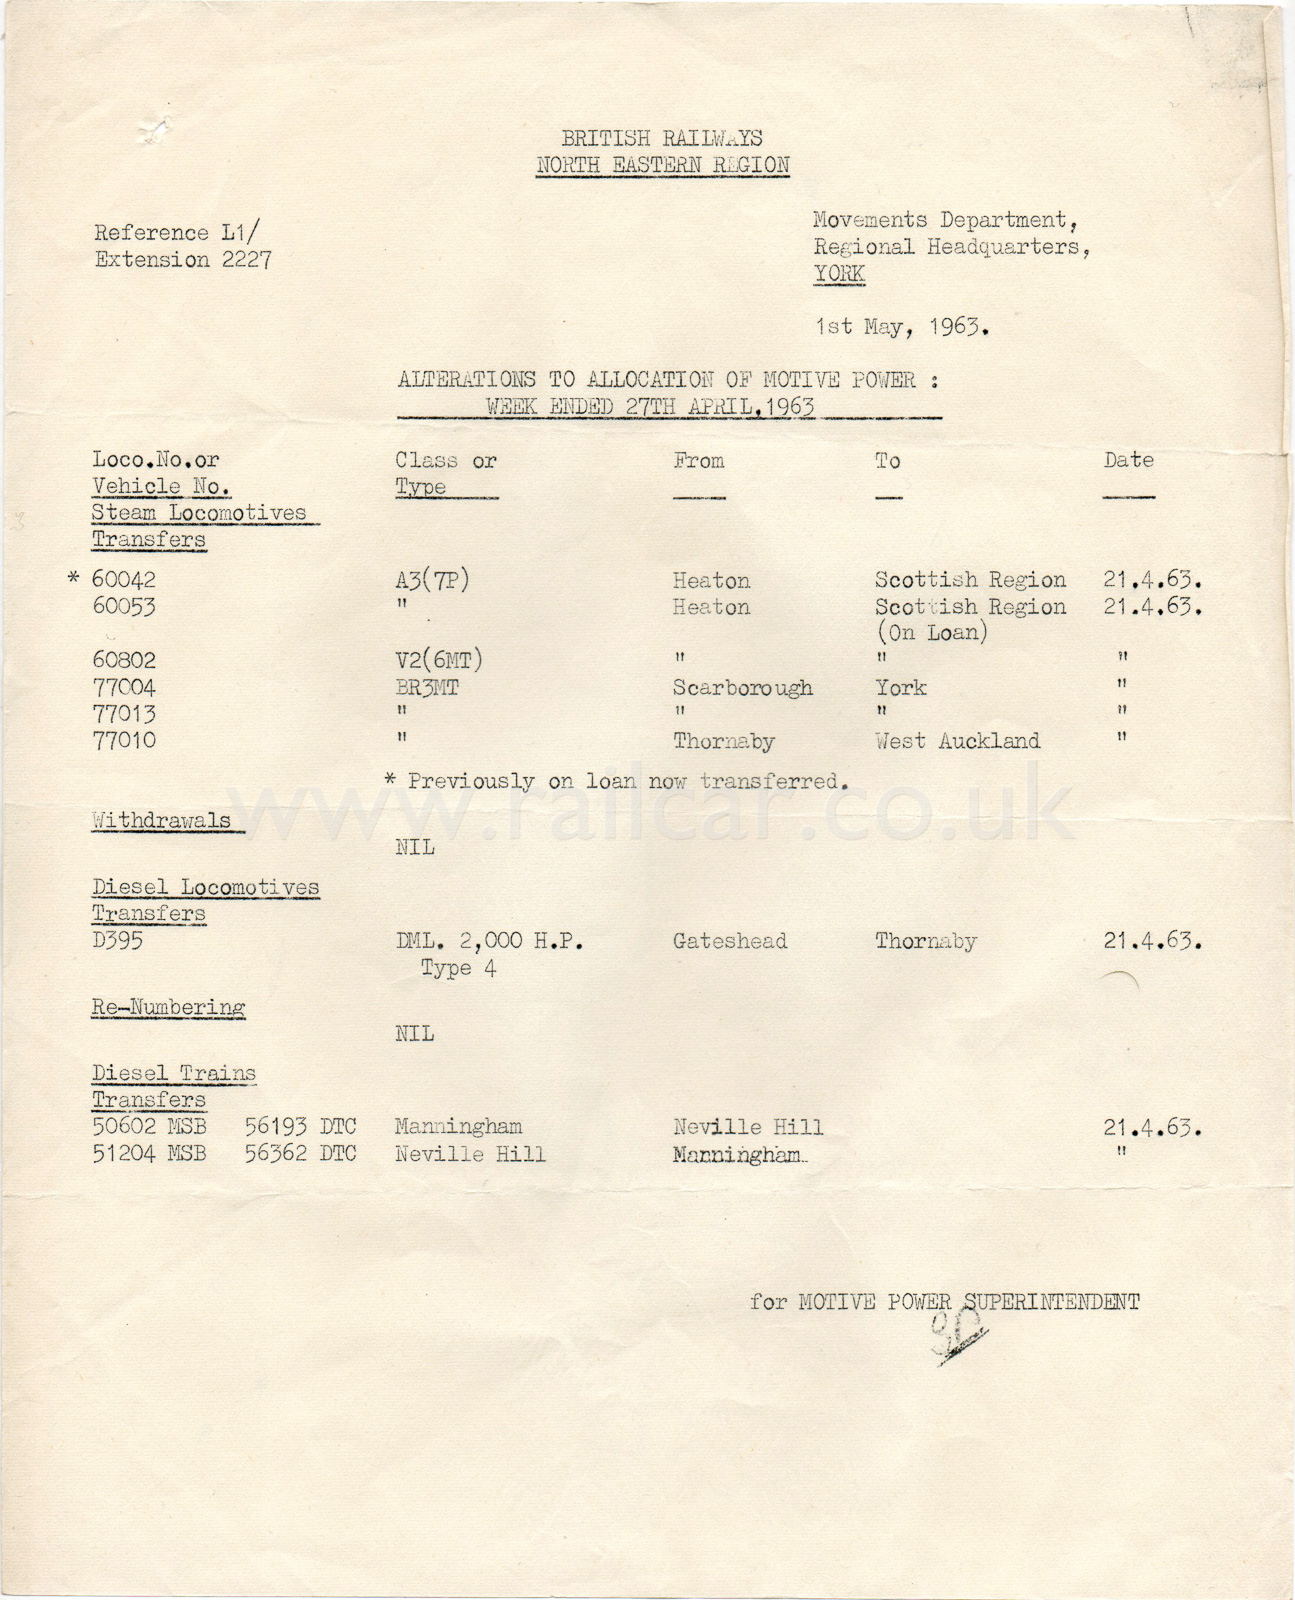 BRITISH RAILWAYS
NORTH EASTERN REGION
Reference L1/
Extension 2227
Movements Department,
Regional Headquarters,
YORK
1st May, 1963.
ALTERATIONS TO ALLOCATION OF MOTIVE POWER :
WEEK ENDED 27TH APRIL,1963
Loco.No.or Class or From To Date
Vehicle No. Type
Steam Locomotives
Transfers
* 60042 A3(7P) Heaton Scottish Region 21.4.63.
60053 " Heaton Scottish Region 21.4.63.
(On Loan)
60802 V2(6MT) " " "
77004 BR3MT Scarborough York "
77013 " " " "
77010 " Thornaby West Auckland "
* Previously on loan now transferred.
www.railcar.co.uk
Withdrawals
NIL
Diesel Locomotives
Transfers
D395 DML. 2,000 H.P. Gateshead Thornaby 21.4.63.
Type 4
Re-Numbering
NIL
Diesel Trains
Transfers
50602 MSB 56193 DTC Manningham Neville Hill 21.4.63.
51204 MSB 56362 DTC Neville Hill Manningham "
for MOTIVE POWER SUPERINTENDENT